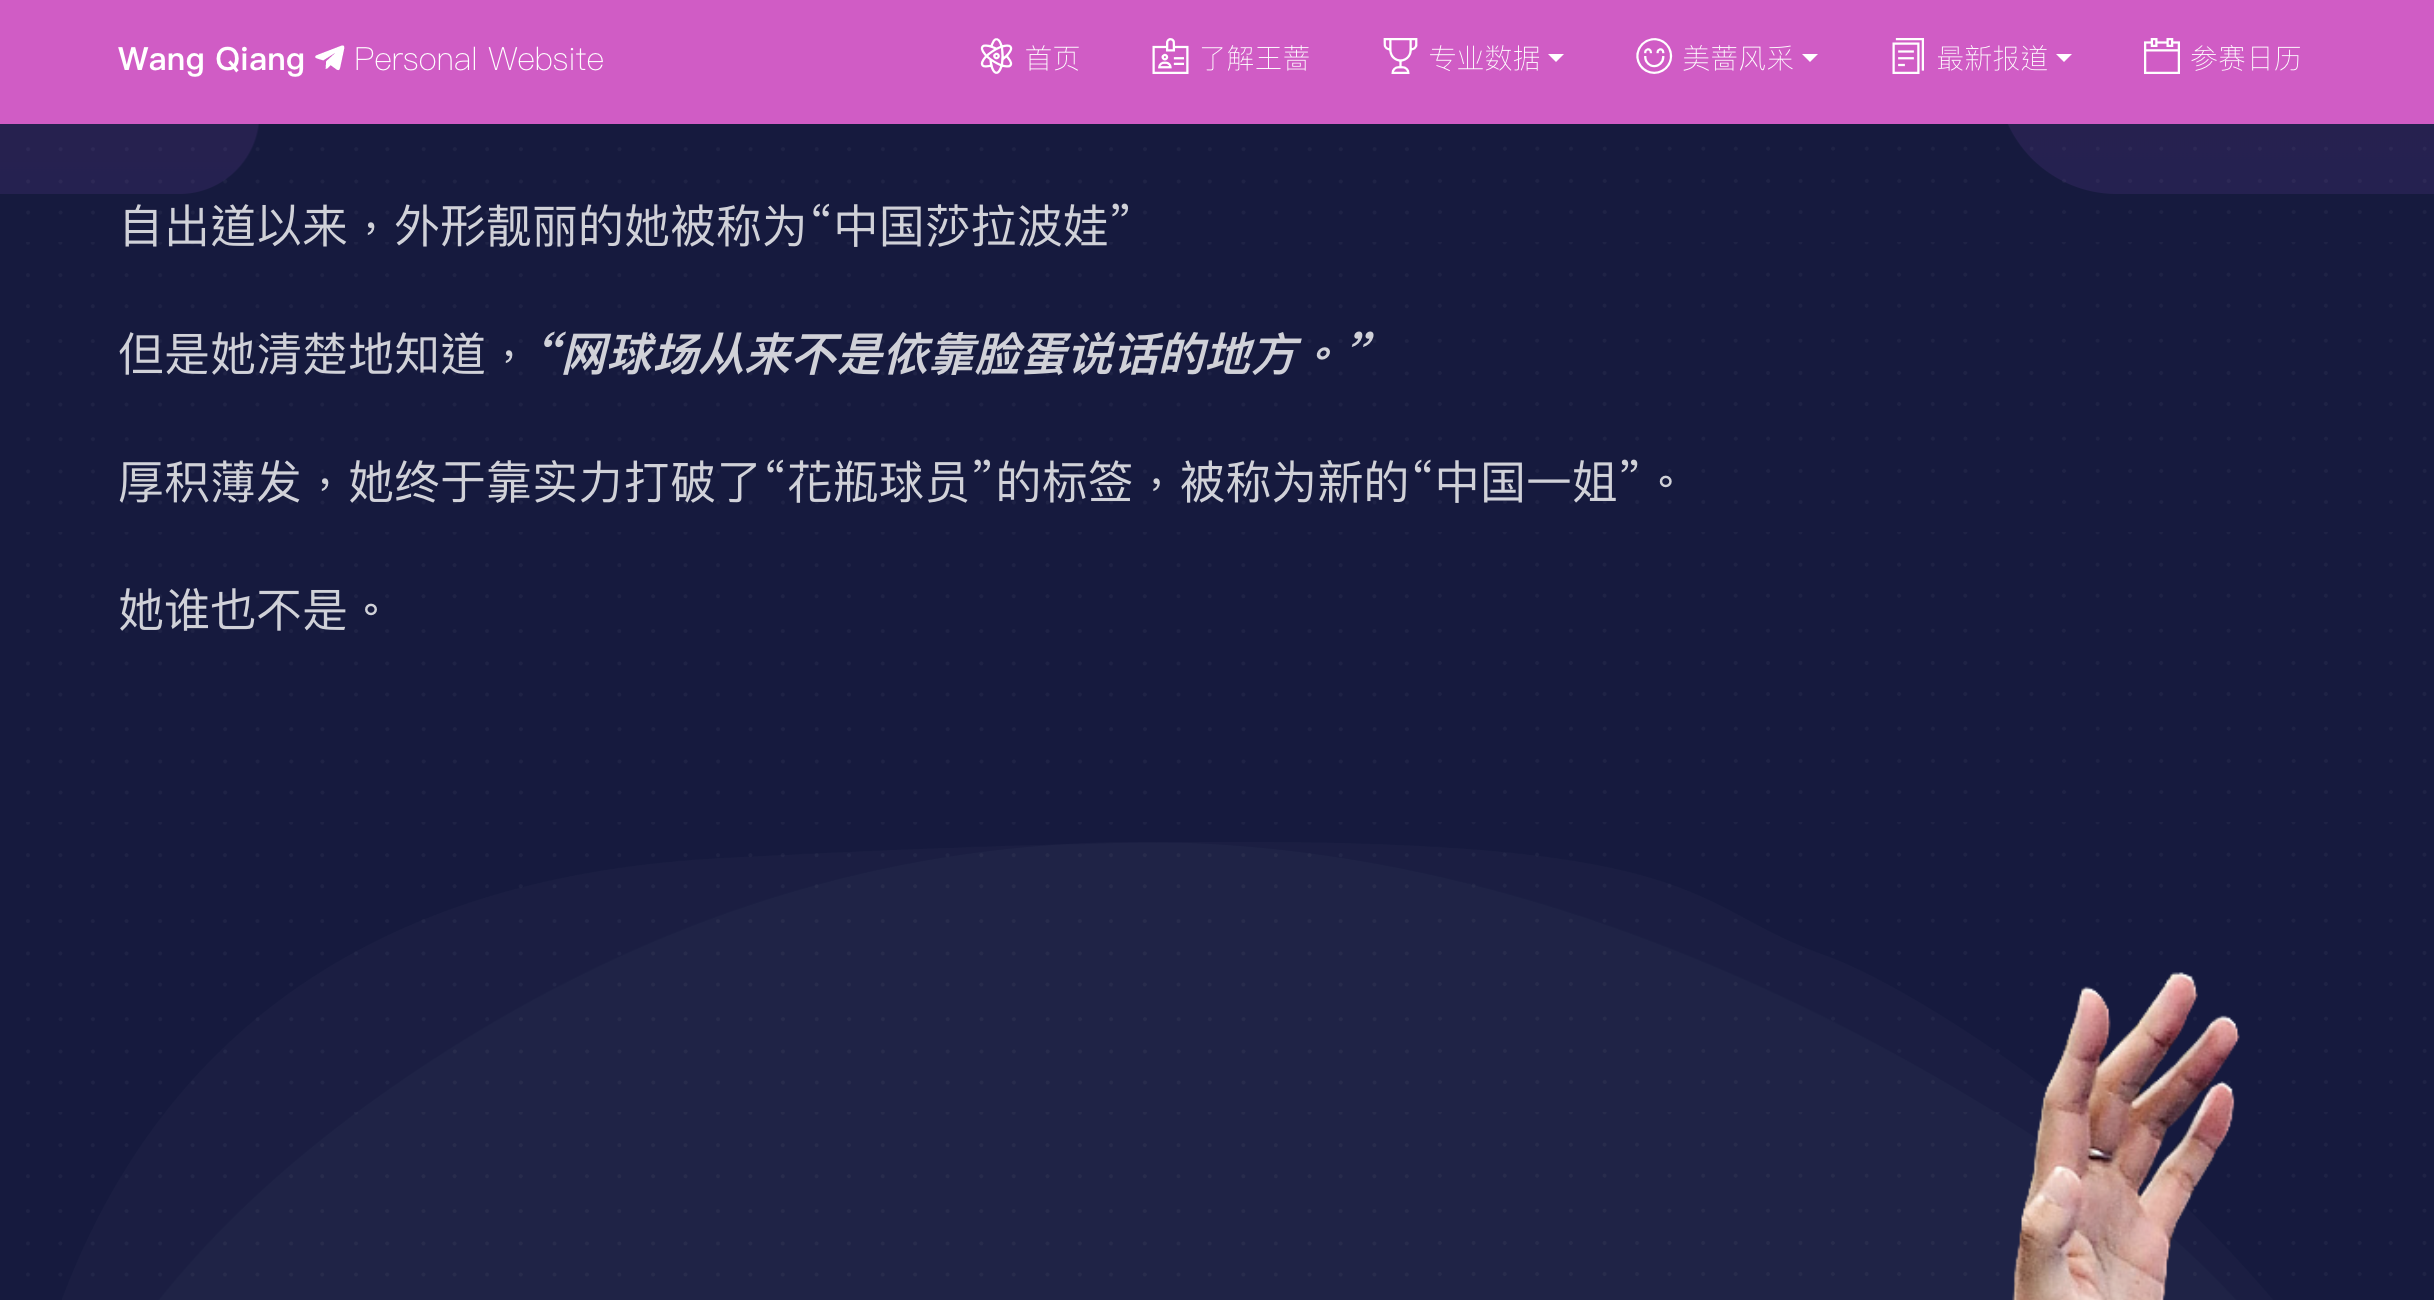 Wang Qiang Personal Website
首页 了解王蔷 专业数据 美蔷风采 最新报道 参赛日历
自出道以来，外形靓丽的她被称为“中国莎拉波娃”
但是她清楚地知道，“网球场从来不是依靠脸蛋说话的地方。”
厚积薄发，她终于靠实力打破了“花瓶球员”的标签，被称为新的“中国一姐”。
她谁也不是。